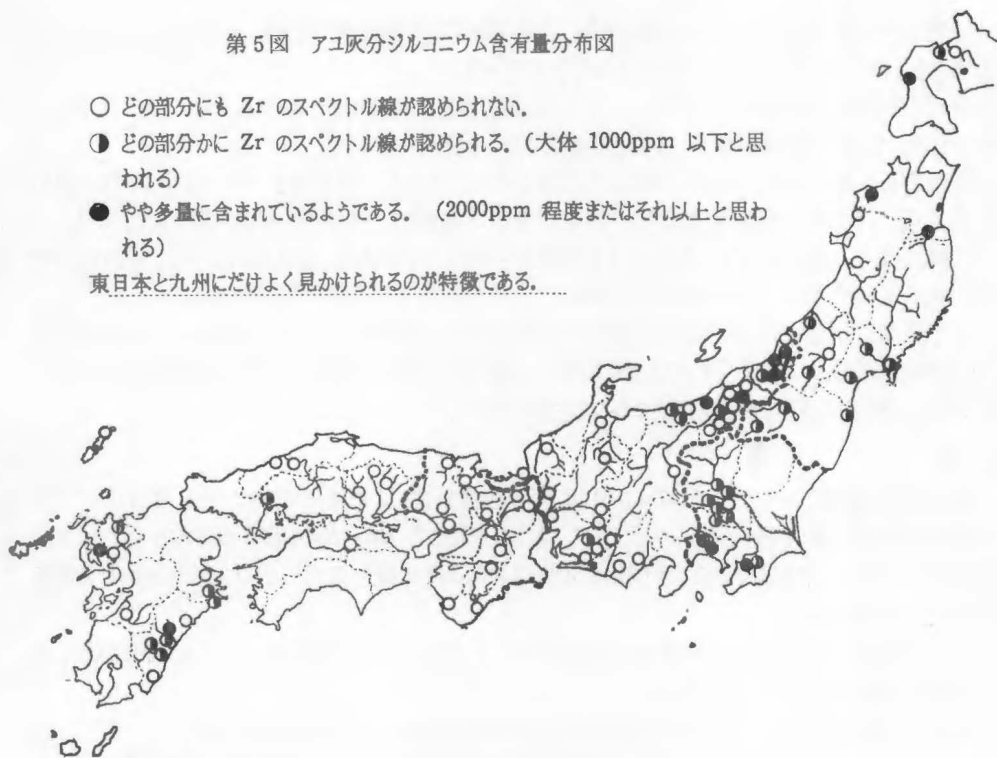 第5図 アユ灰分ジルコニウム含有量分布図
○ どの部分にも Zr のスペクトル線が認められない.
◑ どの部分かに Zr のスペクトル線が認められる. (大体 1000ppm 以下と思
われる)
● やや多量に含まれているようである. (2000ppm 程度またはそれ以上と思わ
れる)
東日本と九州にだけよく見かけられるのが特徴である.